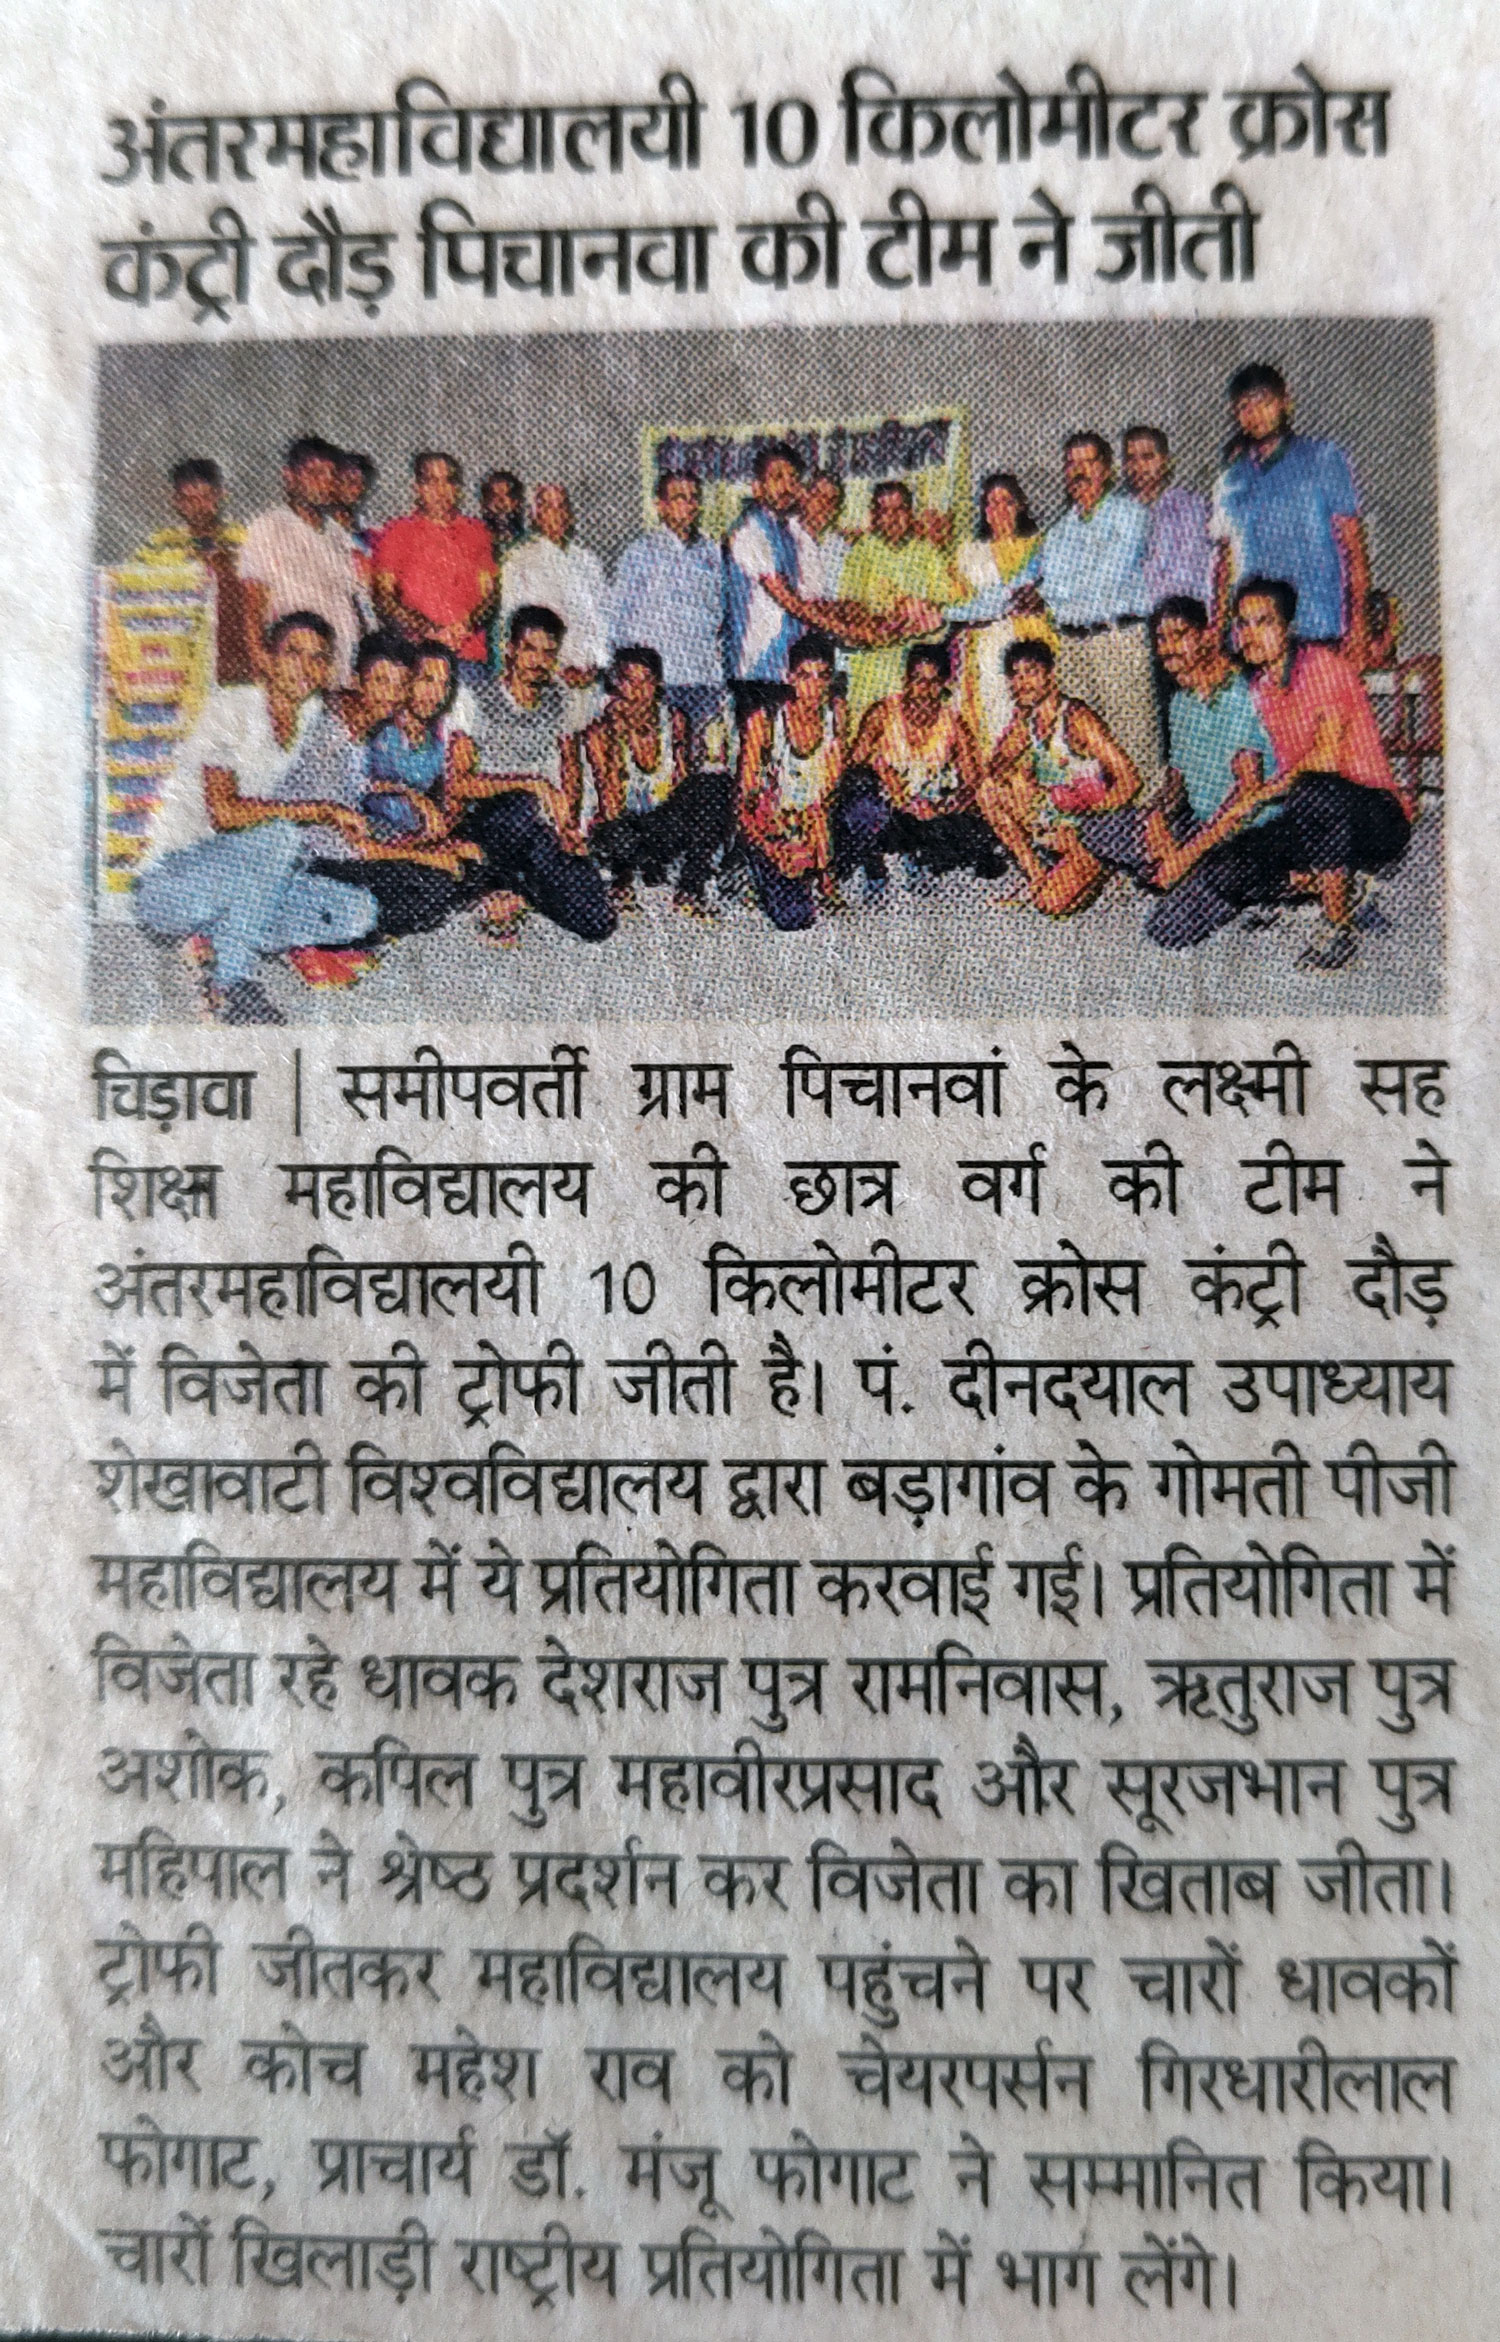 अंतरमहाविद्यालयी 10 किलोमीटर क्रोस
कंट्री दौड़ पिचानवा की टीम ने जीती
चिड़ावा | समीपवर्ती ग्राम पिचानवां के लक्ष्मी सह
शिक्षा महाविद्यालय की छात्र वर्ग की टीम ने
अंतरमहाविद्यालयी 10 किलोमीटर क्रोस कंट्री दौड़
में विजेता की ट्रोफी जीती है। पं. दीनदयाल उपाध्याय
शेखावाटी विश्वविद्यालय द्वारा बड़ागांव के गोमती पीजी
महाविद्यालय में ये प्रतियोगिता करवाई गई। प्रतियोगिता में
विजेता रहे धावक देशराज पुत्र रामनिवास, ऋतुराज पुत्र
अशोक, कपिल पुत्र महावीरप्रसाद और सूरजभान पुत्र
महिपाल ने श्रेष्ठ प्रदर्शन कर विजेता का खिताब जीता।
ट्रोफी जीतकर महाविद्यालय पहुंचने पर चारों धावकों
और कोच महेश राव को चेयरपर्सन गिरधारीलाल
फोगाट, प्राचार्य डॉ. मंजू फोगाट ने सम्मानित किया।
चारों खिलाड़ी राष्ट्रीय प्रतियोगिता में भाग लेंगे।